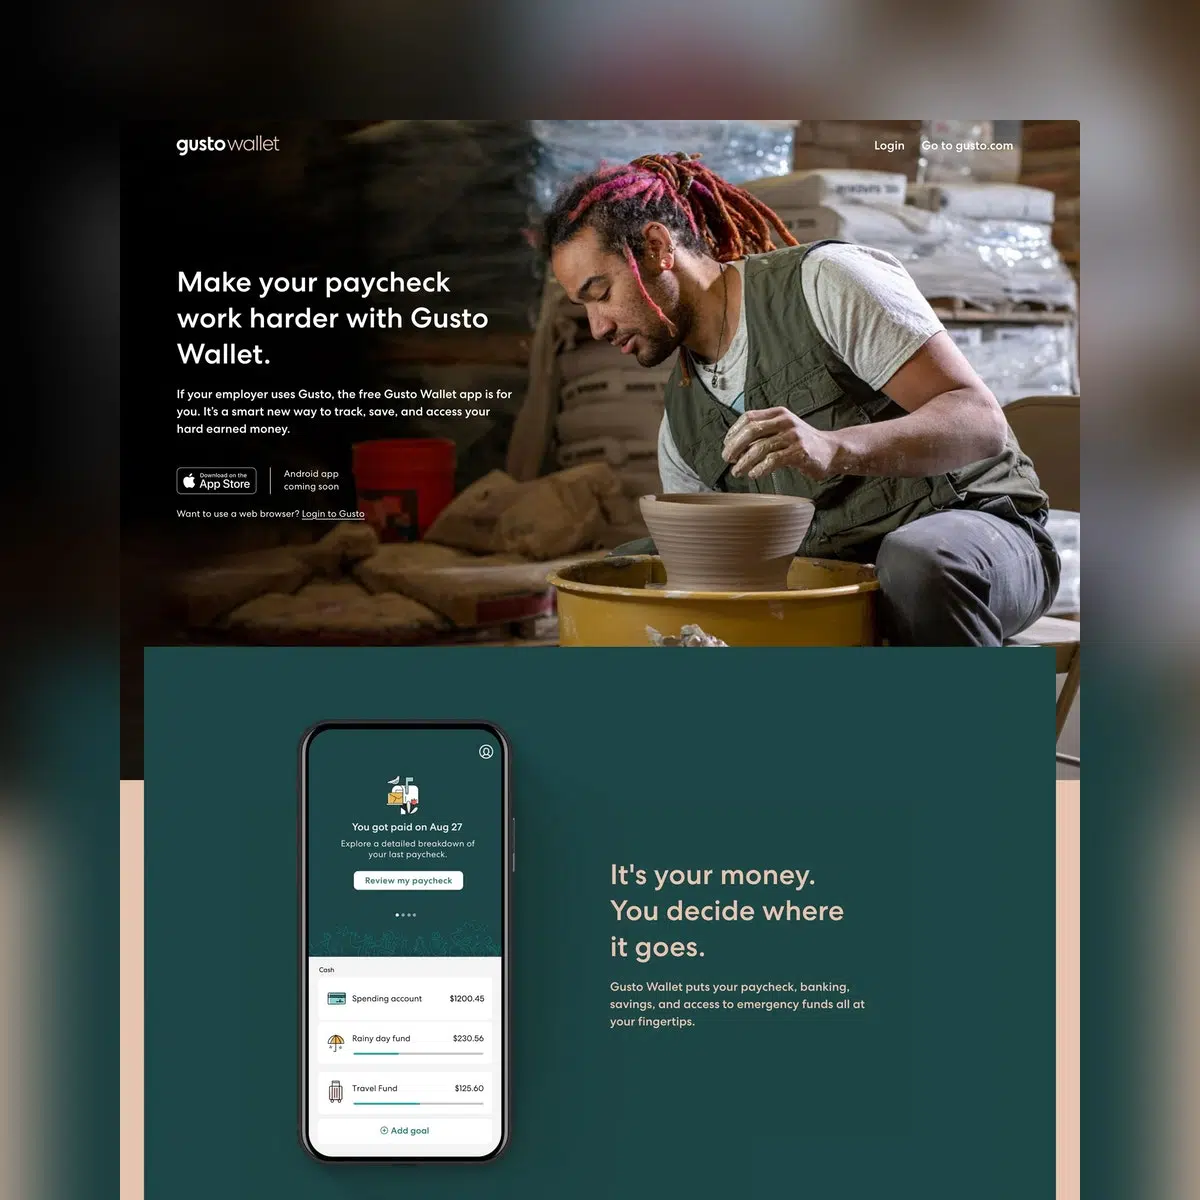 gusto wallet
Login
Go to gusto.com
Make your paycheck
work harder with Gusto
Wallet.
If your employer uses Gusto, the free Gusto Wallet app is for
you. It's a smart new way to track, save, and access your
hard earned money.
Download on the
App Store
Android app
coming soon
Want to use a web browser? Login to Gusto
You got paid on Aug 27
Explore a detailed breakdown of
your last paycheck.
Review my paycheck
Cash
Spending account $1200.45
Rainy day fund $230.56
Travel Fund $125.60
Add goal
It's your money.
You decide where
it goes.
Gusto Wallet puts your paycheck, banking,
savings, and access to emergency funds all at
your fingertips.